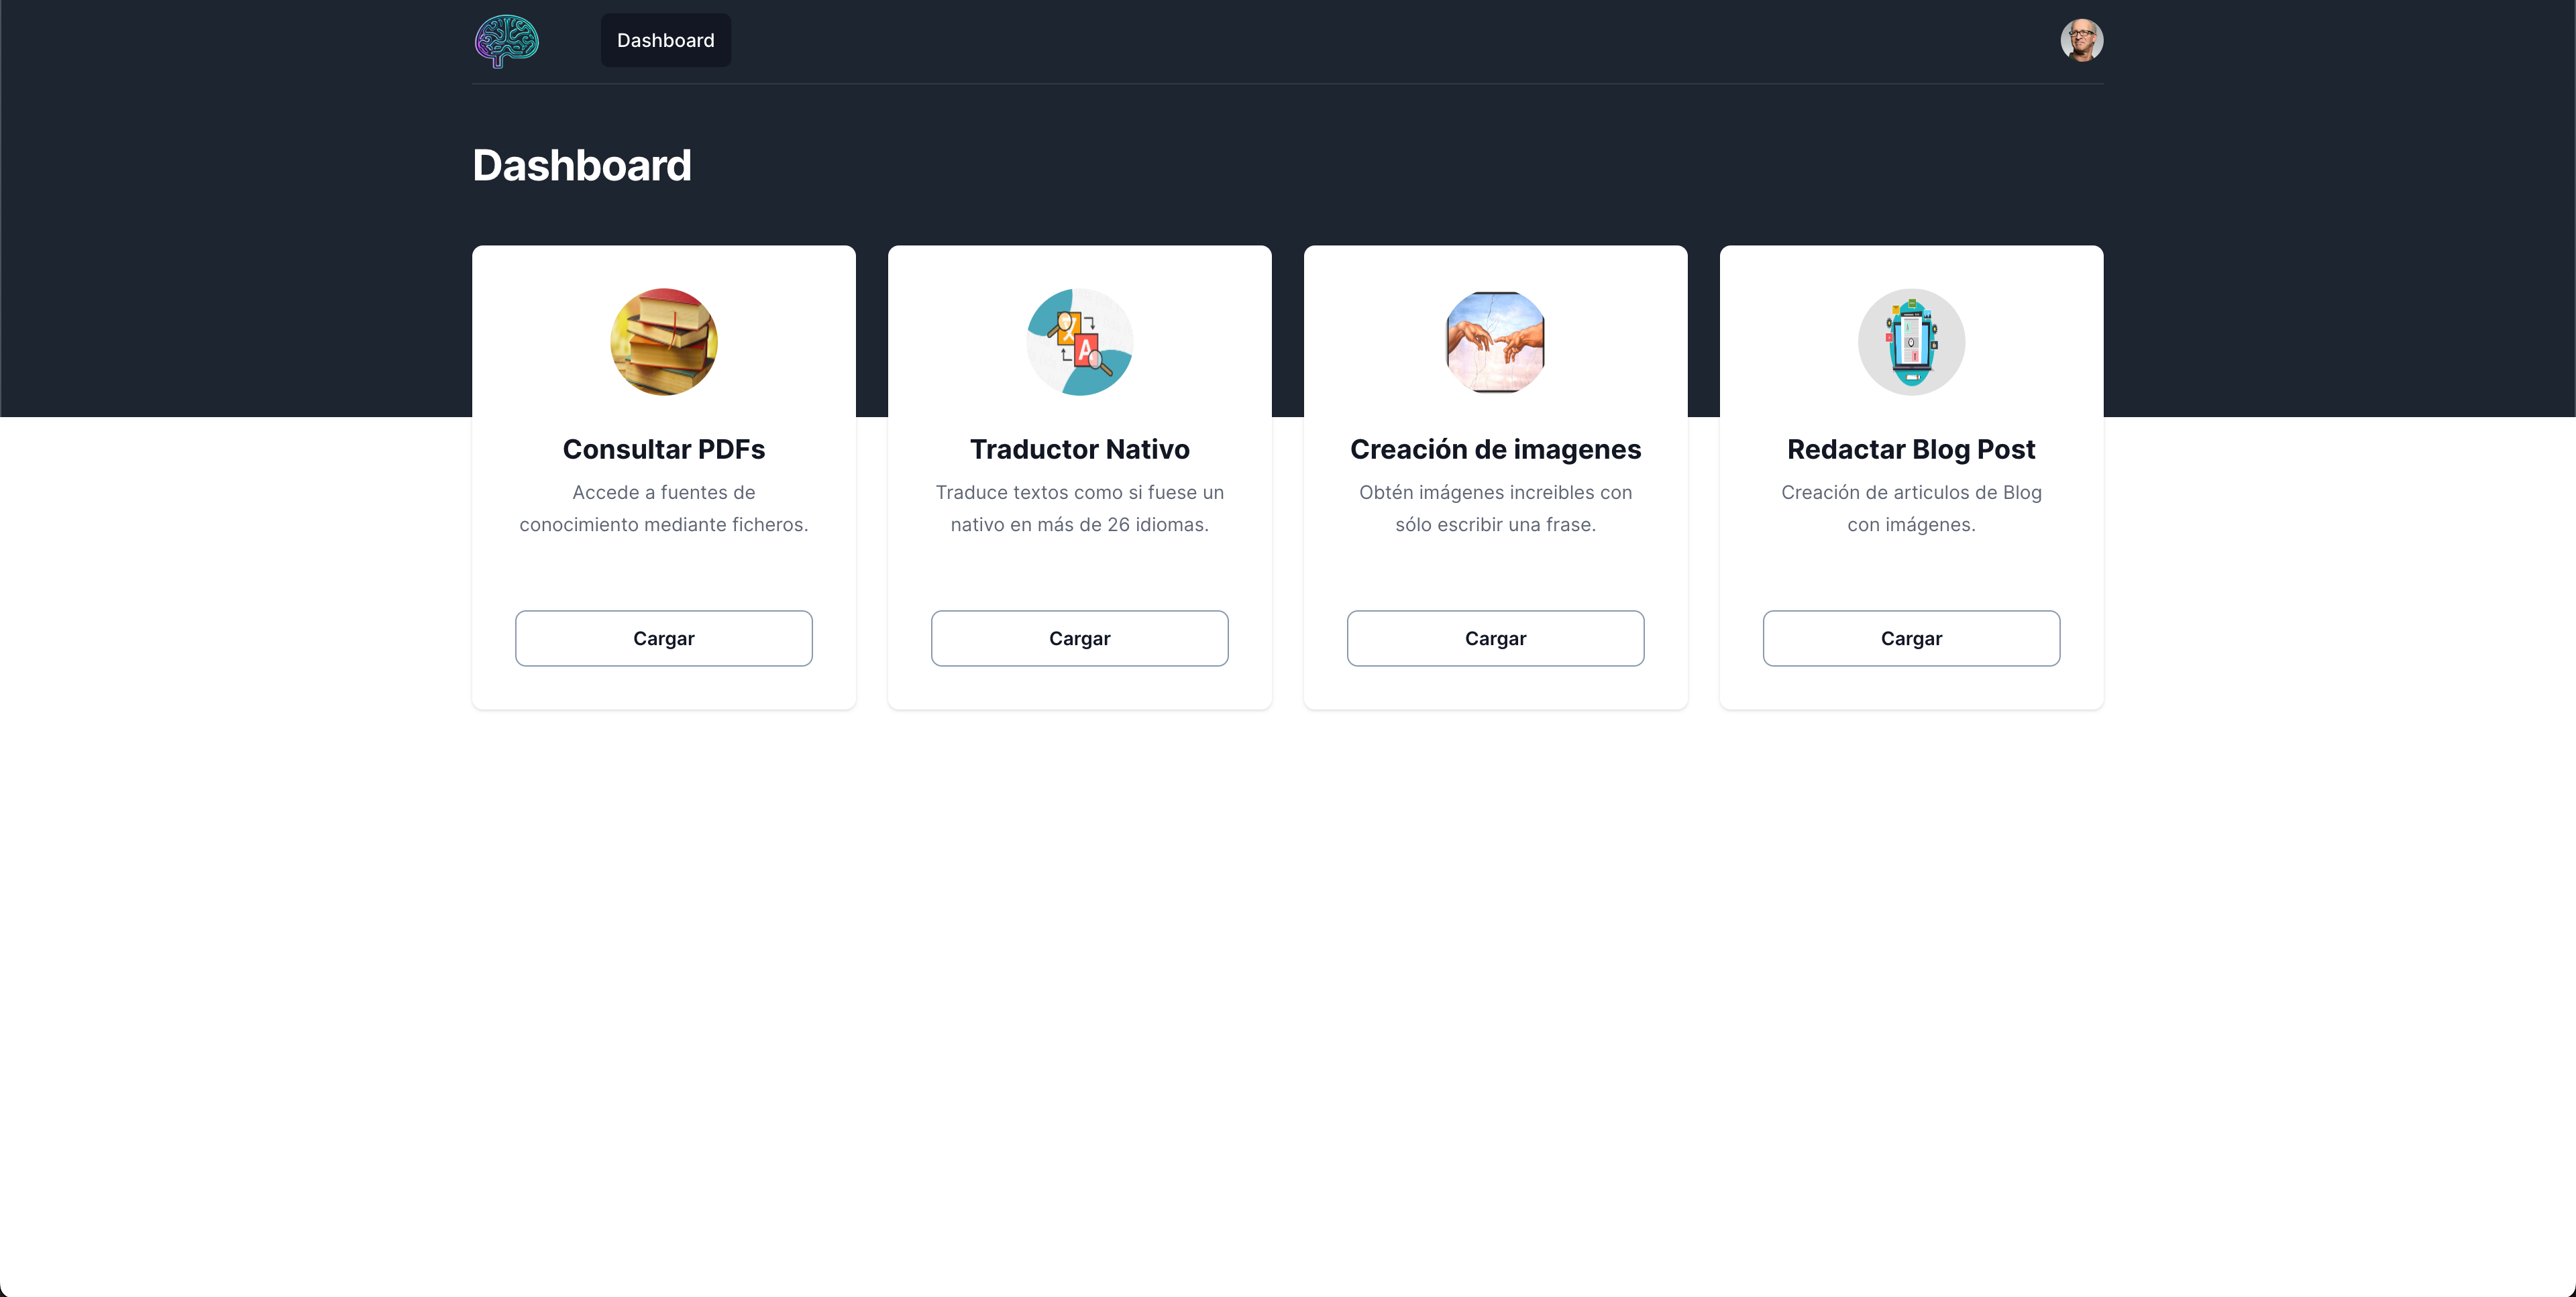 Dashboard
Dashboard
Consultar PDFs
Accede a fuentes de
conocimiento mediante ficheros.
Cargar
Traductor Nativo
Traduce textos como si fuese un
nativo en más de 26 idiomas.
Cargar
Creación de imagenes
Obtén imágenes increibles con
sólo escribir una frase.
Cargar
Redactar Blog Post
Creación de articulos de Blog
con imágenes.
Cargar